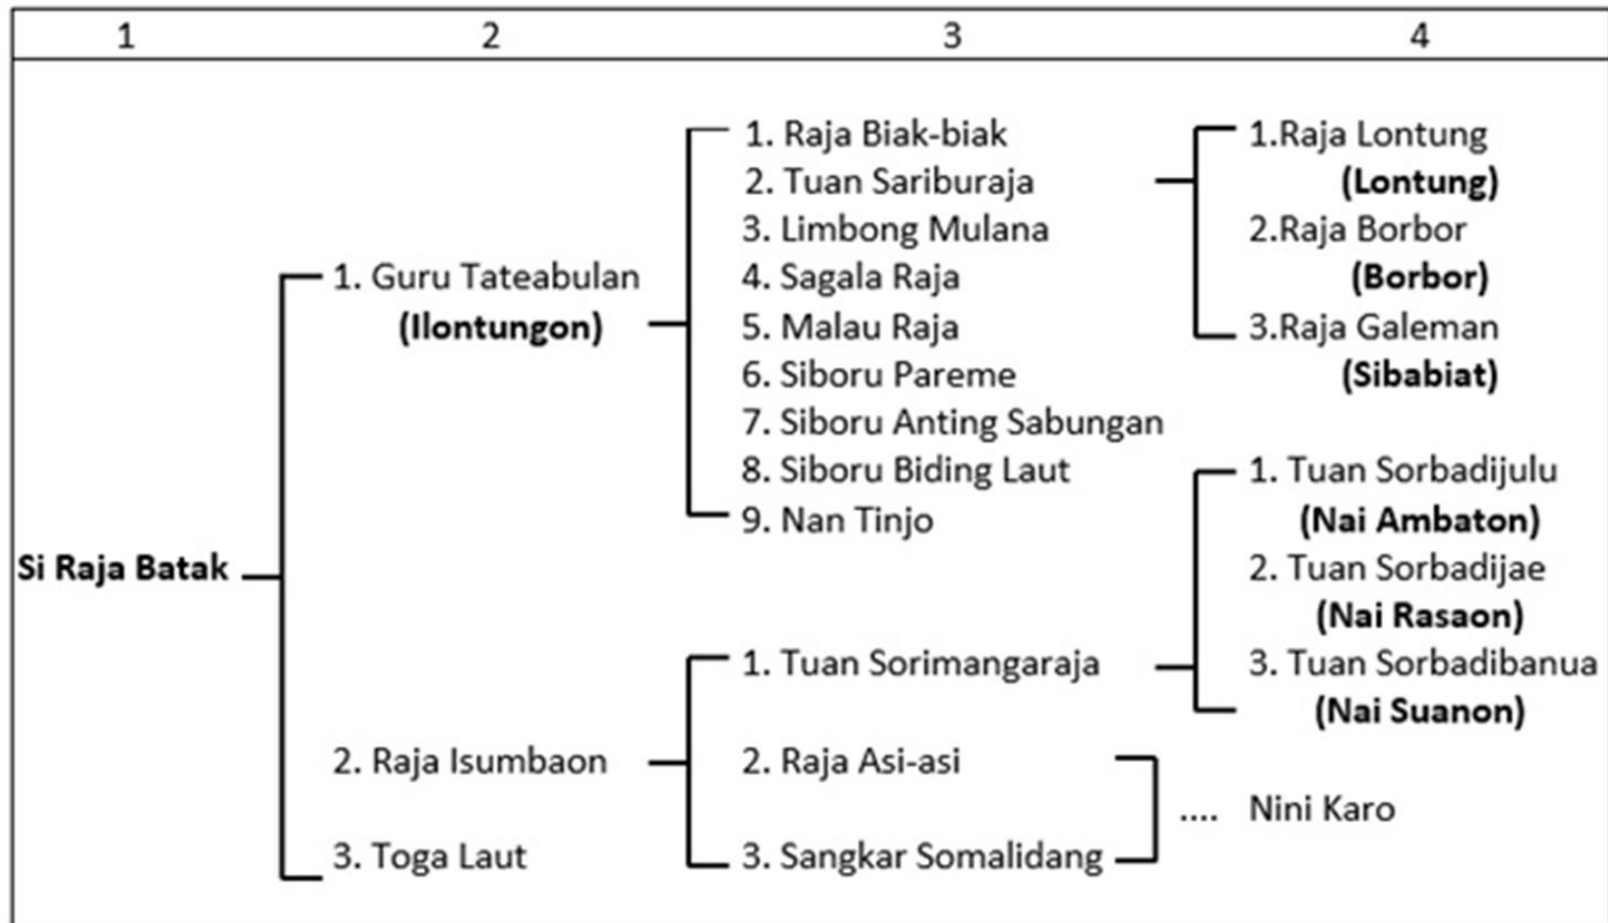 1 2 3 4
Si Raja Batak
1. Guru Tateabulan
(Ilontungon)
2. Raja Isumbaon
3. Toga Laut
1. Raja Biak-biak
2. Tuan Sariburaja
3. Limbong Mulana
4. Sagala Raja
5. Malau Raja
6. Siboru Pareme
7. Siboru Anting Sabungan
8. Siboru Biding Laut
9. Nan Tinjo
1. Tuan Sorimangaraja
2. Raja Asi-asi
3. Sangkar Somalidang
1.Raja Lontung
(Lontung)
2.Raja Borbor
(Borbor)
3.Raja Galeman
(Sibabiat)
1. Tuan Sorbadijulu
(Nai Ambaton)
2. Tuan Sorbadijae
(Nai Rasaon)
3. Tuan Sorbadibanua
(Nai Suanon)
.... Nini Karo